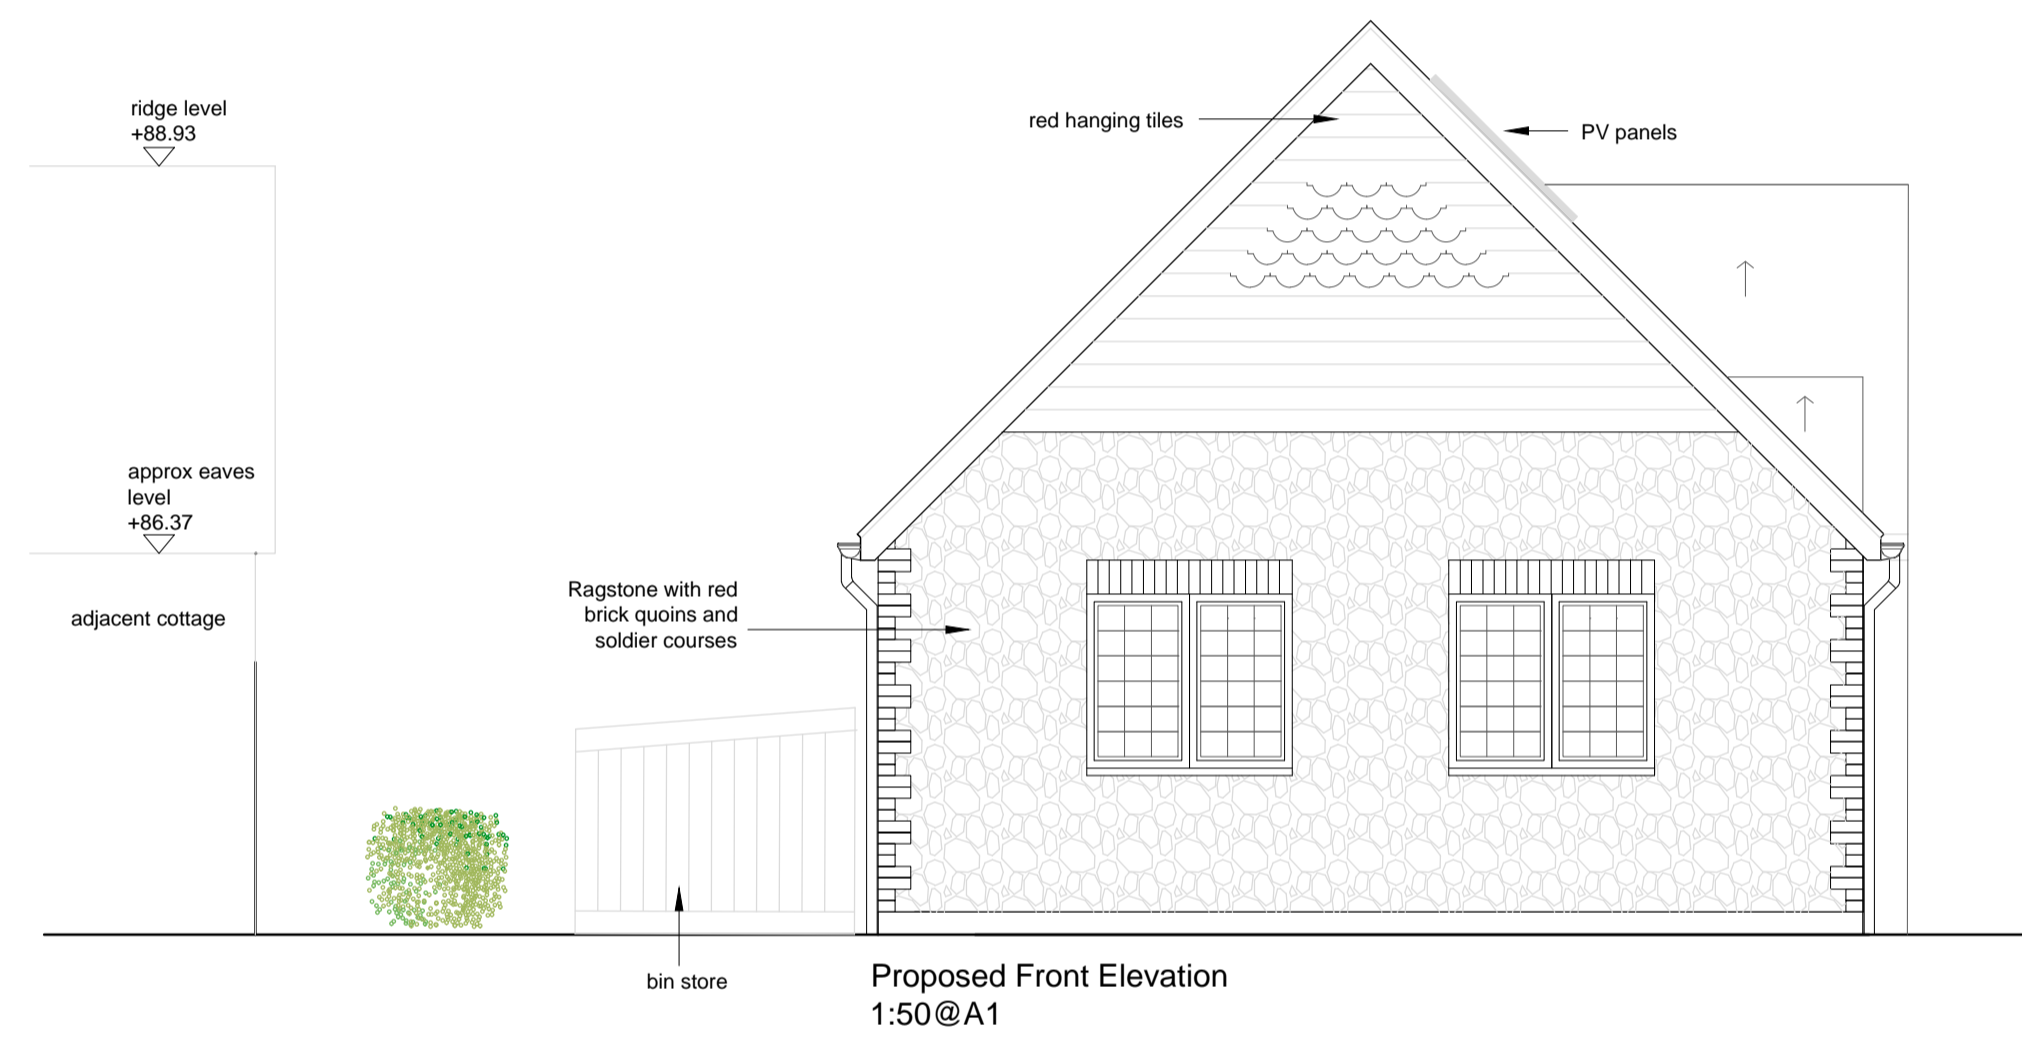 ridge level
+88.93
red hanging tiles
PV panels
approx eaves
level
+86.37
adjacent cottage
Ragstone with red
brick quoins and
soldier courses
bin store
Proposed Front Elevation
1:50@A1